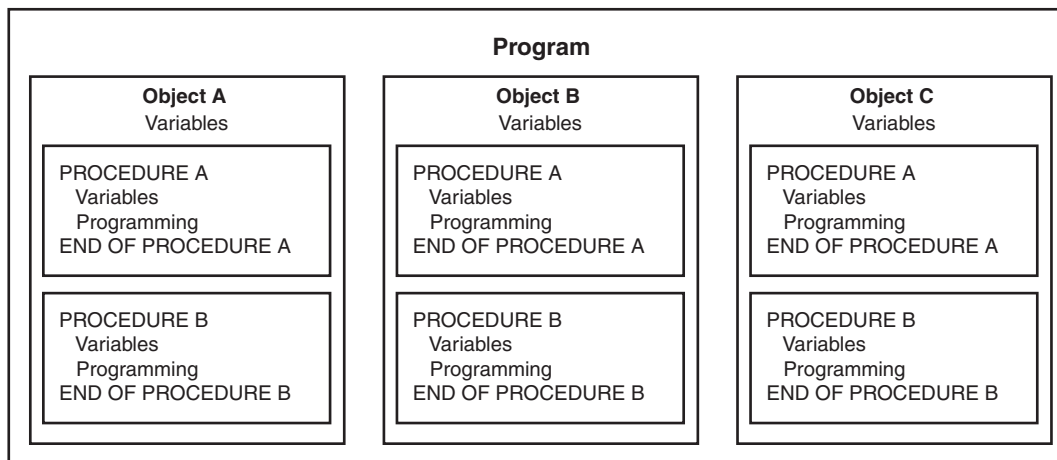 Program
Object A
Variables
PROCEDURE A
Variables
Programming
END OF PROCEDURE A
PROCEDURE B
Variables
Programming
END OF PROCEDURE B
Object B
Variables
PROCEDURE A
Variables
Programming
END OF PROCEDURE A
PROCEDURE B
Variables
Programming
END OF PROCEDURE B
Object C
Variables
PROCEDURE A
Variables
Programming
END OF PROCEDURE A
PROCEDURE B
Variables
Programming
END OF PROCEDURE B